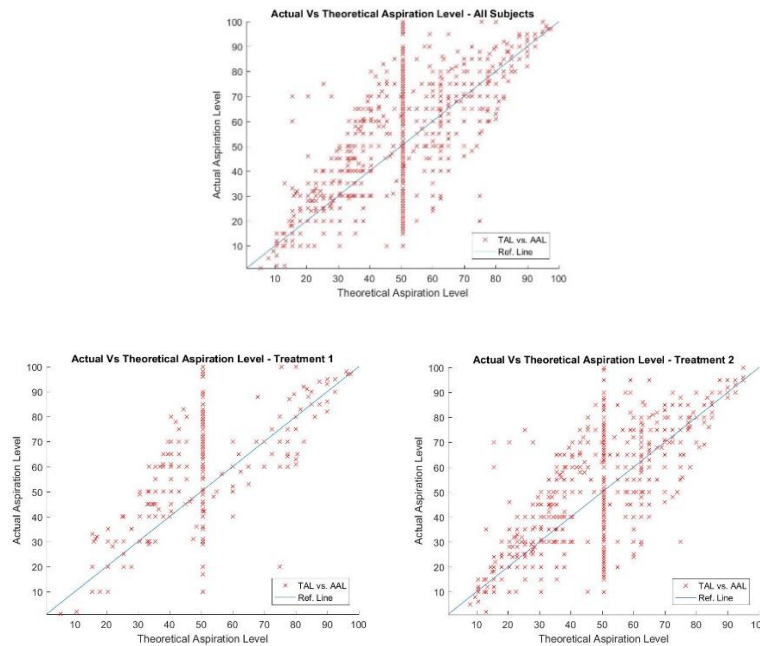 Actual Vs Theoretical Aspiration Level - All Subjects
100
90
80
70
60
50
40
30
20
10
Actual Aspiration Level
TAL vs. AAL
Ref. Line
10 20 30 40 50 60 70 80 90 100
Theoretical Aspiration Level
Actual Vs Theoretical Aspiration Level - Treatment 1
100
90
80
70
60
50
40
30
20
10
Actual Aspiration Level
TAL vs. AAL
Ref. Line
10 20 30 40 50 60 70 80 90 100
Theoretical Aspiration Level
Actual Vs Theoretical Aspiration Level - Treatment 2
100
90
80
70
60
50
40
30
20
10
Actual Aspiration Level
TAL vs. AAL
Ref. Line
10 20 30 40 50 60 70 80 90 100
Theoretical Aspiration Level